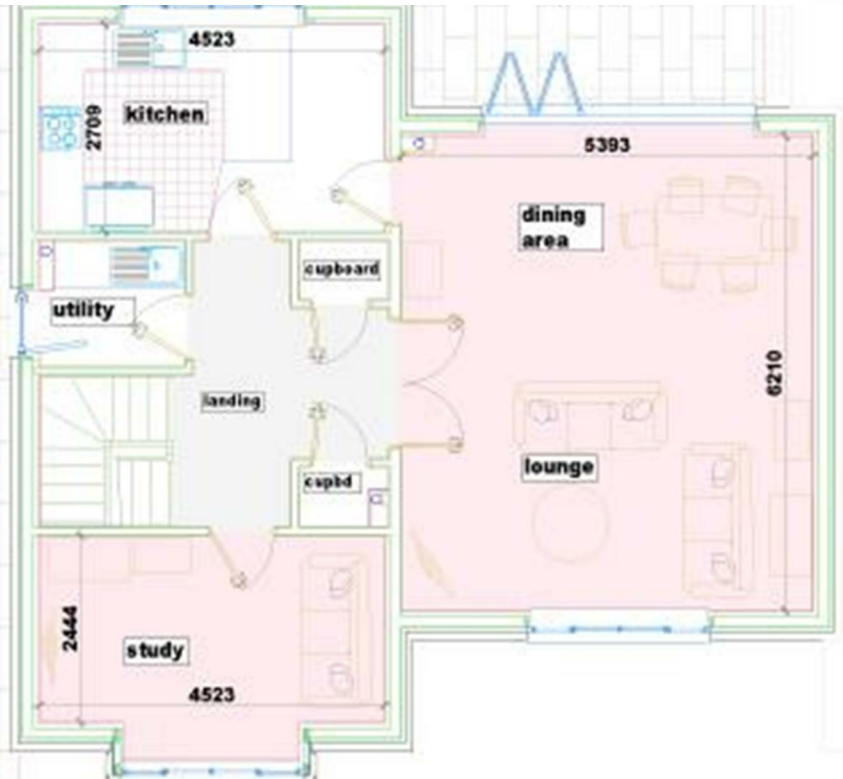 4523
kitchen
2709
5393
dining
area
cupboard
utility
6210
landing
lounge
cupbd
2444
study
4523